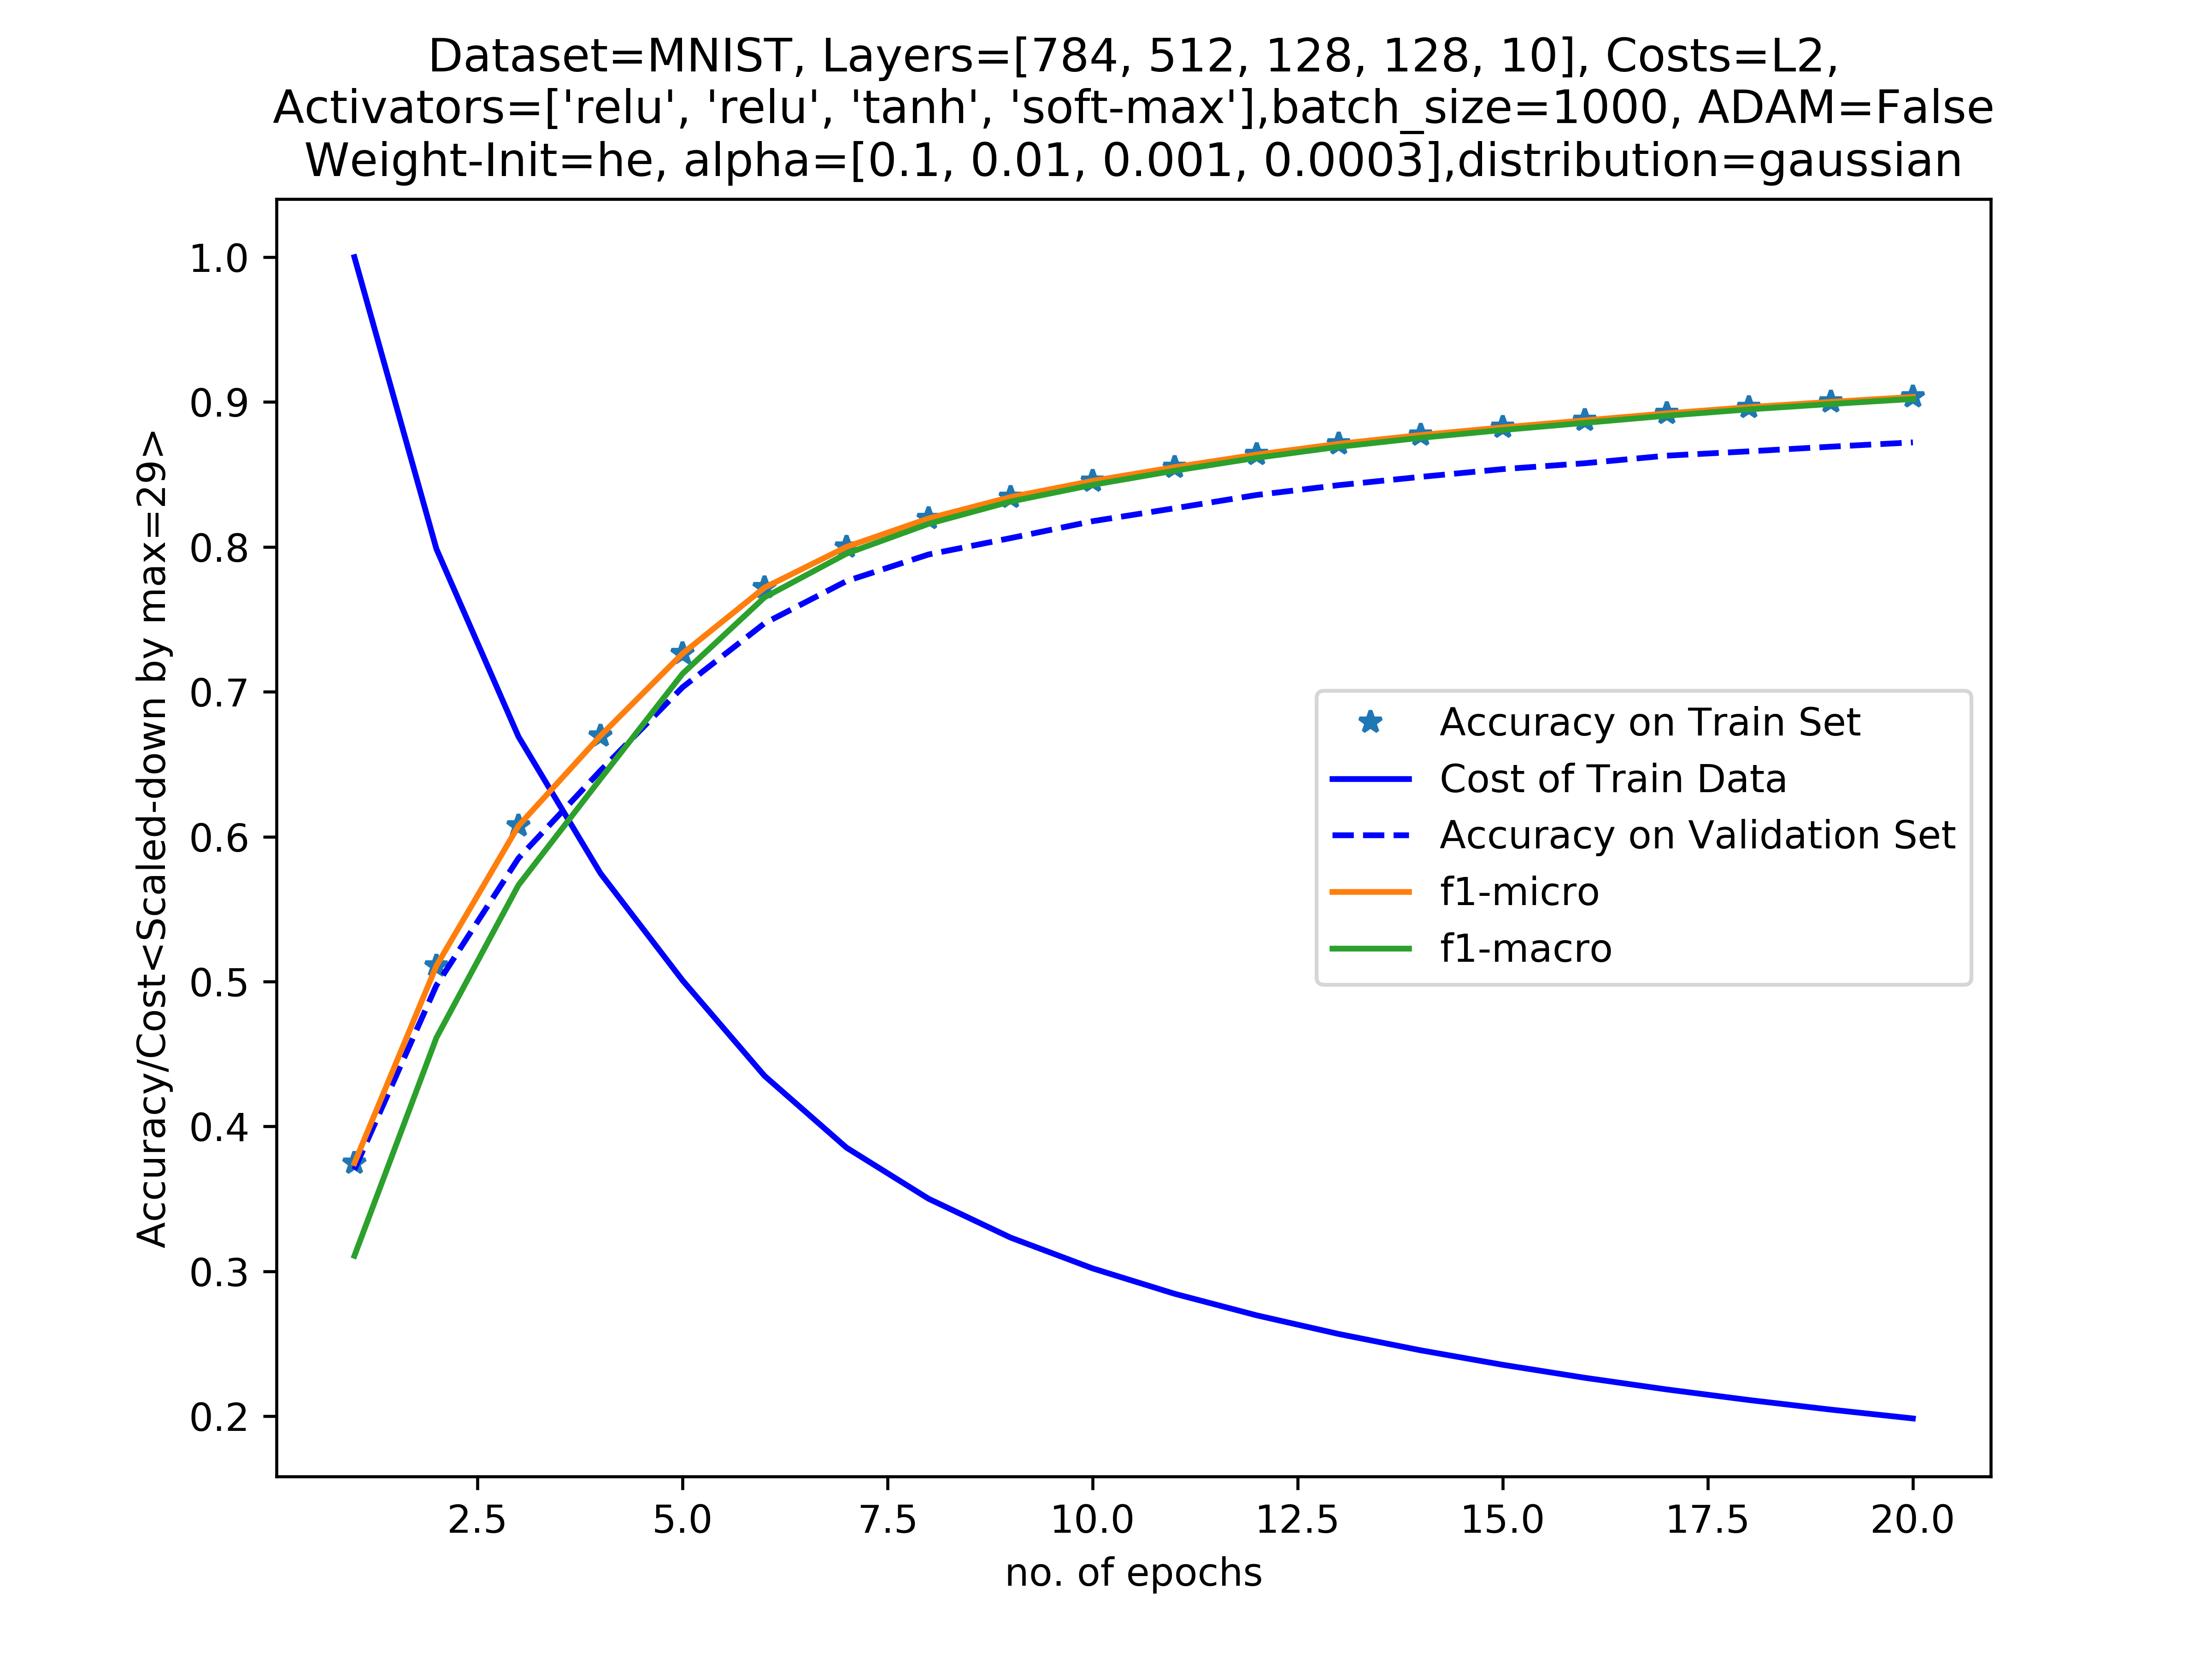 Dataset=MNIST, Layers=[784, 512, 128, 128, 10], Costs=L2,
Activators=['relu', 'relu', 'tanh', 'soft-max'],batch_size=1000, ADAM=False
Weight-Init=he, alpha=[0.1, 0.01, 0.001, 0.0003],distribution=gaussian
Accuracy/Cost<Scaled-down by max=29>
1.0
0.9
0.8
0.7
0.6
0.5
0.4
0.3
0.2
Accuracy on Train Set
Cost of Train Data
Accuracy on Validation Set
f1-micro
f1-macro
2.5 5.0 7.5 10.0 12.5 15.0 17.5 20.0
no. of epochs